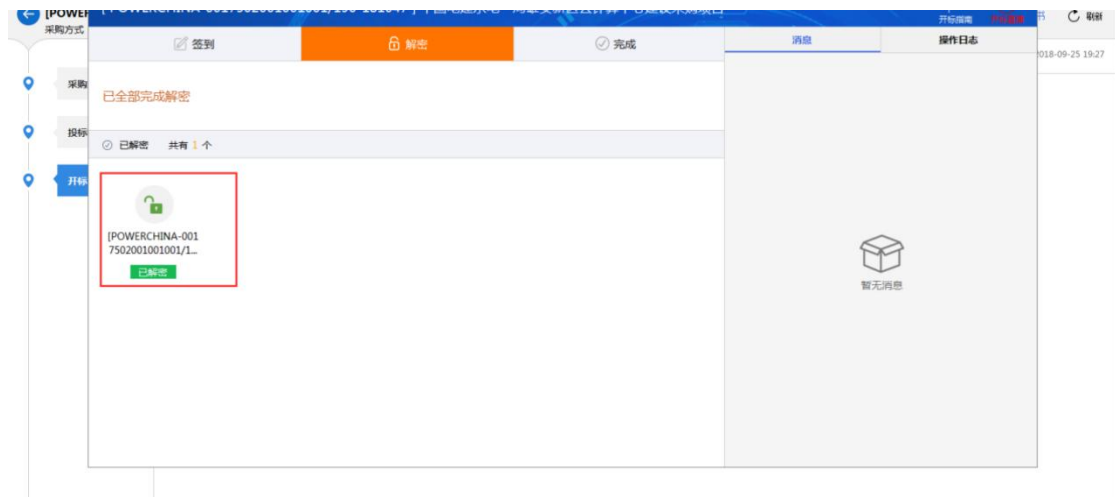 [POWER
采购方式
开标指南
刷新
签到
解密
完成
消息
操作日志
018-09-25 19:27
采购
已全部完成解密
投标
已解密 共有 1 个
开标
[POWERCHINA-001
7502001001001/1...
已解密
暂无消息